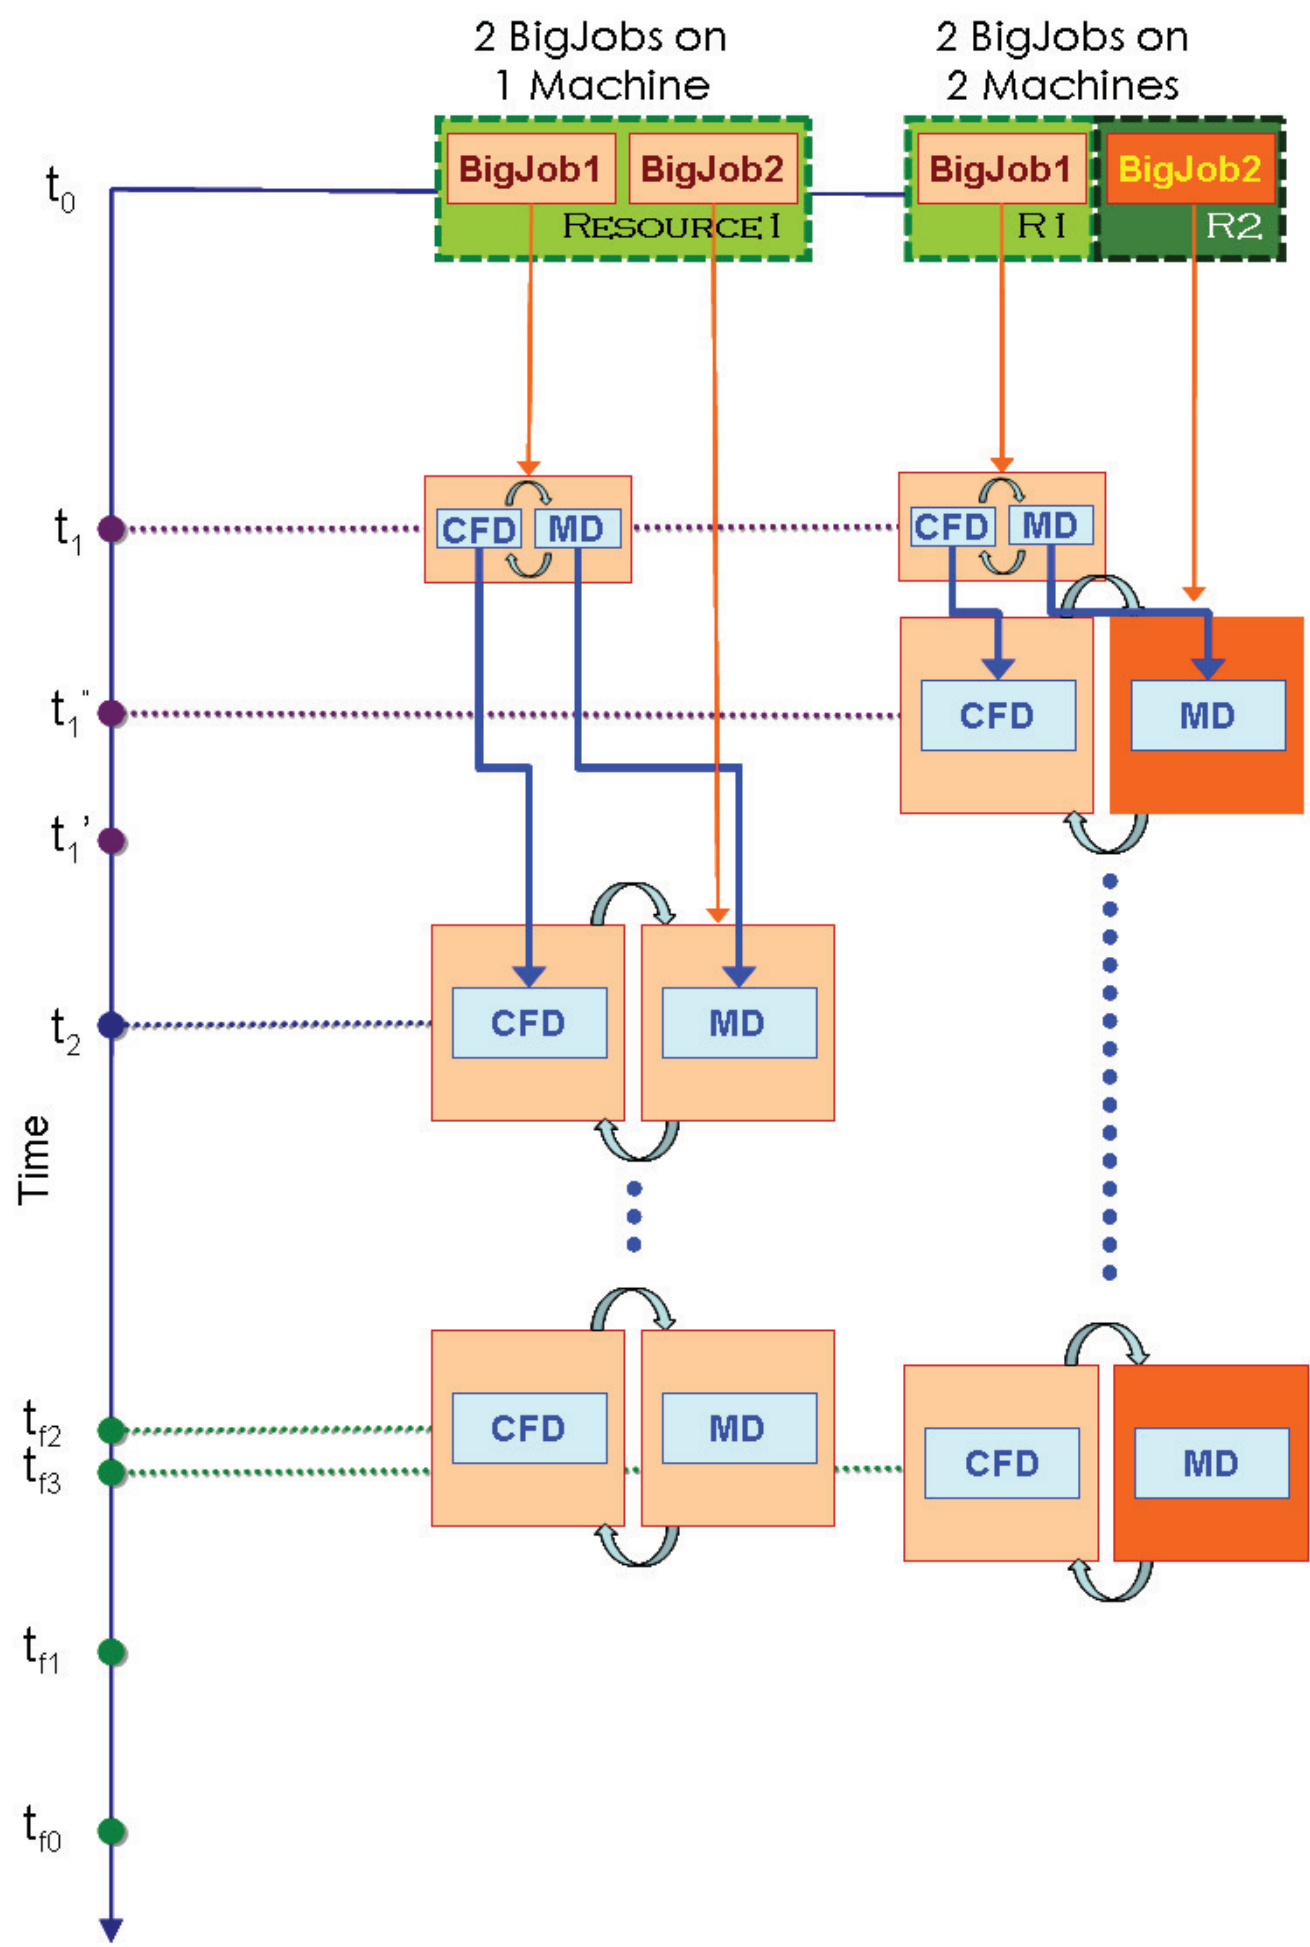 2 BigJobs on
1 Machine
2 BigJobs on
2 Machines
t0
BigJob1
BigJob2
RESOURCE1
BigJob1
BigJob2
R1
R2
t1
CFD
MD
CFD
MD
t1"
CFD
MD
t1’
t2
CFD
MD
Time
tf2
CFD
MD
tf3
CFD
MD
tf1
tf0